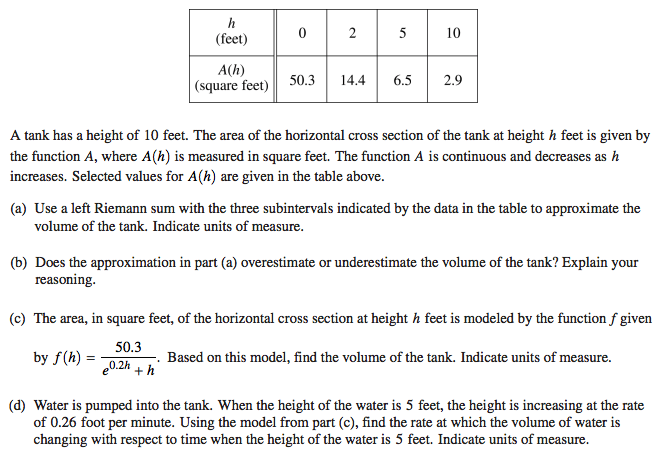 h (feet) 0 2 5 10
A(h) (square feet) 50.3 14.4 6.5 2.9
A tank has a height of 10 feet. The area of the horizontal cross section of the tank at height h feet is given by
the function A, where A(h) is measured in square feet. The function A is continuous and decreases as h
increases. Selected values for A(h) are given in the table above.
(a) Use a left Riemann sum with the three subintervals indicated by the data in the table to approximate the
volume of the tank. Indicate units of measure.
(b) Does the approximation in part (a) overestimate or underestimate the volume of the tank? Explain your
reasoning.
(c) The area, in square feet, of the horizontal cross section at height h feet is modeled by the function f given
by f(h) = 50.3 / (e^0.2h + h). Based on this model, find the volume of the tank. Indicate units of measure.
(d) Water is pumped into the tank. When the height of the water is 5 feet, the height is increasing at the rate
of 0.26 foot per minute. Using the model from part (c), find the rate at which the volume of water is
changing with respect to time when the height of the water is 5 feet. Indicate units of measure.